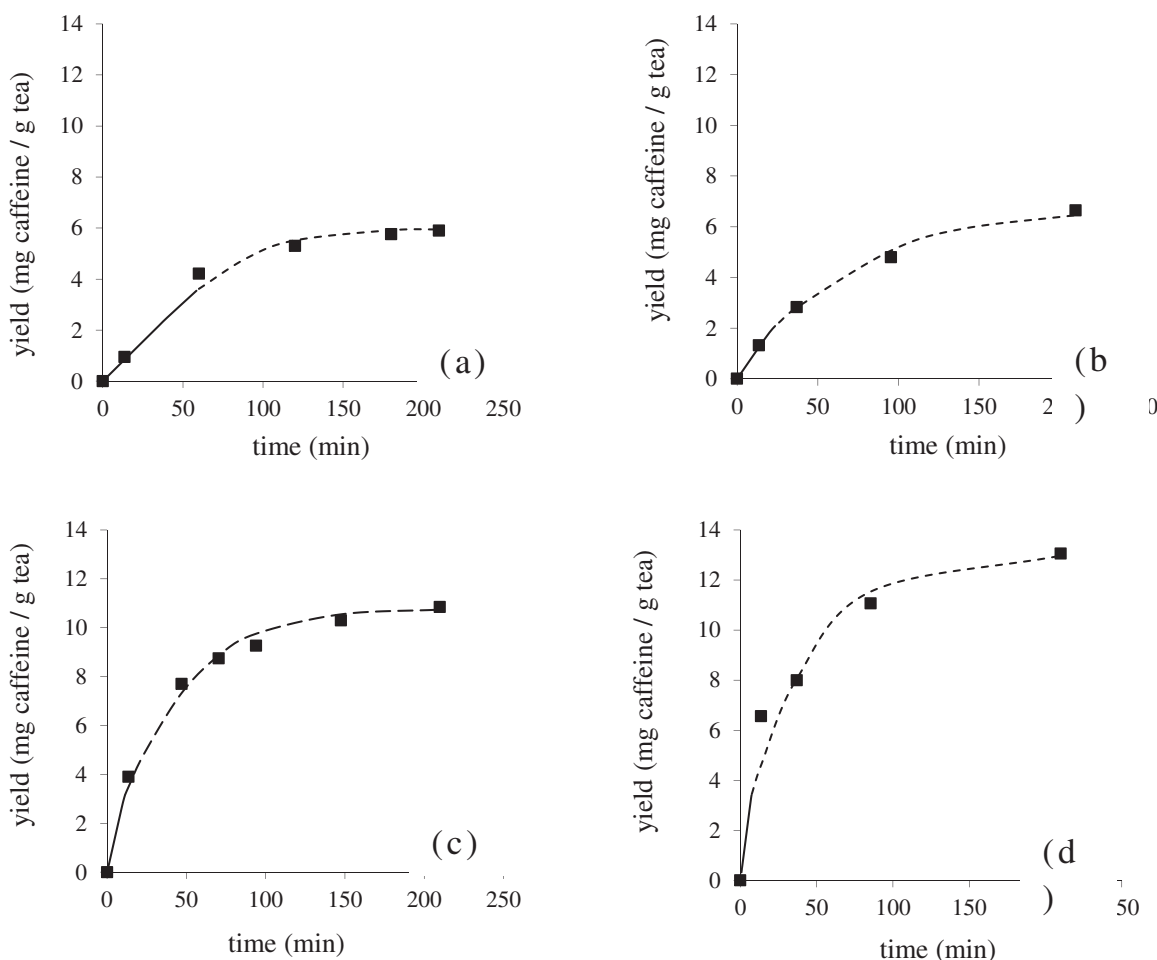 yield (mg caffeine / g tea)
14
12
10
8
6
4
2
0
0 50 100 150 200 250
time (min)
(a)
yield (mg caffeine / g tea)
14
12
10
8
6
4
2
0
0 50 100 150 2 0
time (min)
(b
)
yield (mg caffeine / g tea)
14
12
10
8
6
4
2
0
0 50 100 150 200 250
time (min)
(c)
yield (mg caffeine / g tea)
14
12
10
8
6
4
2
0
0 50 100 150 50
time (min)
(d
)